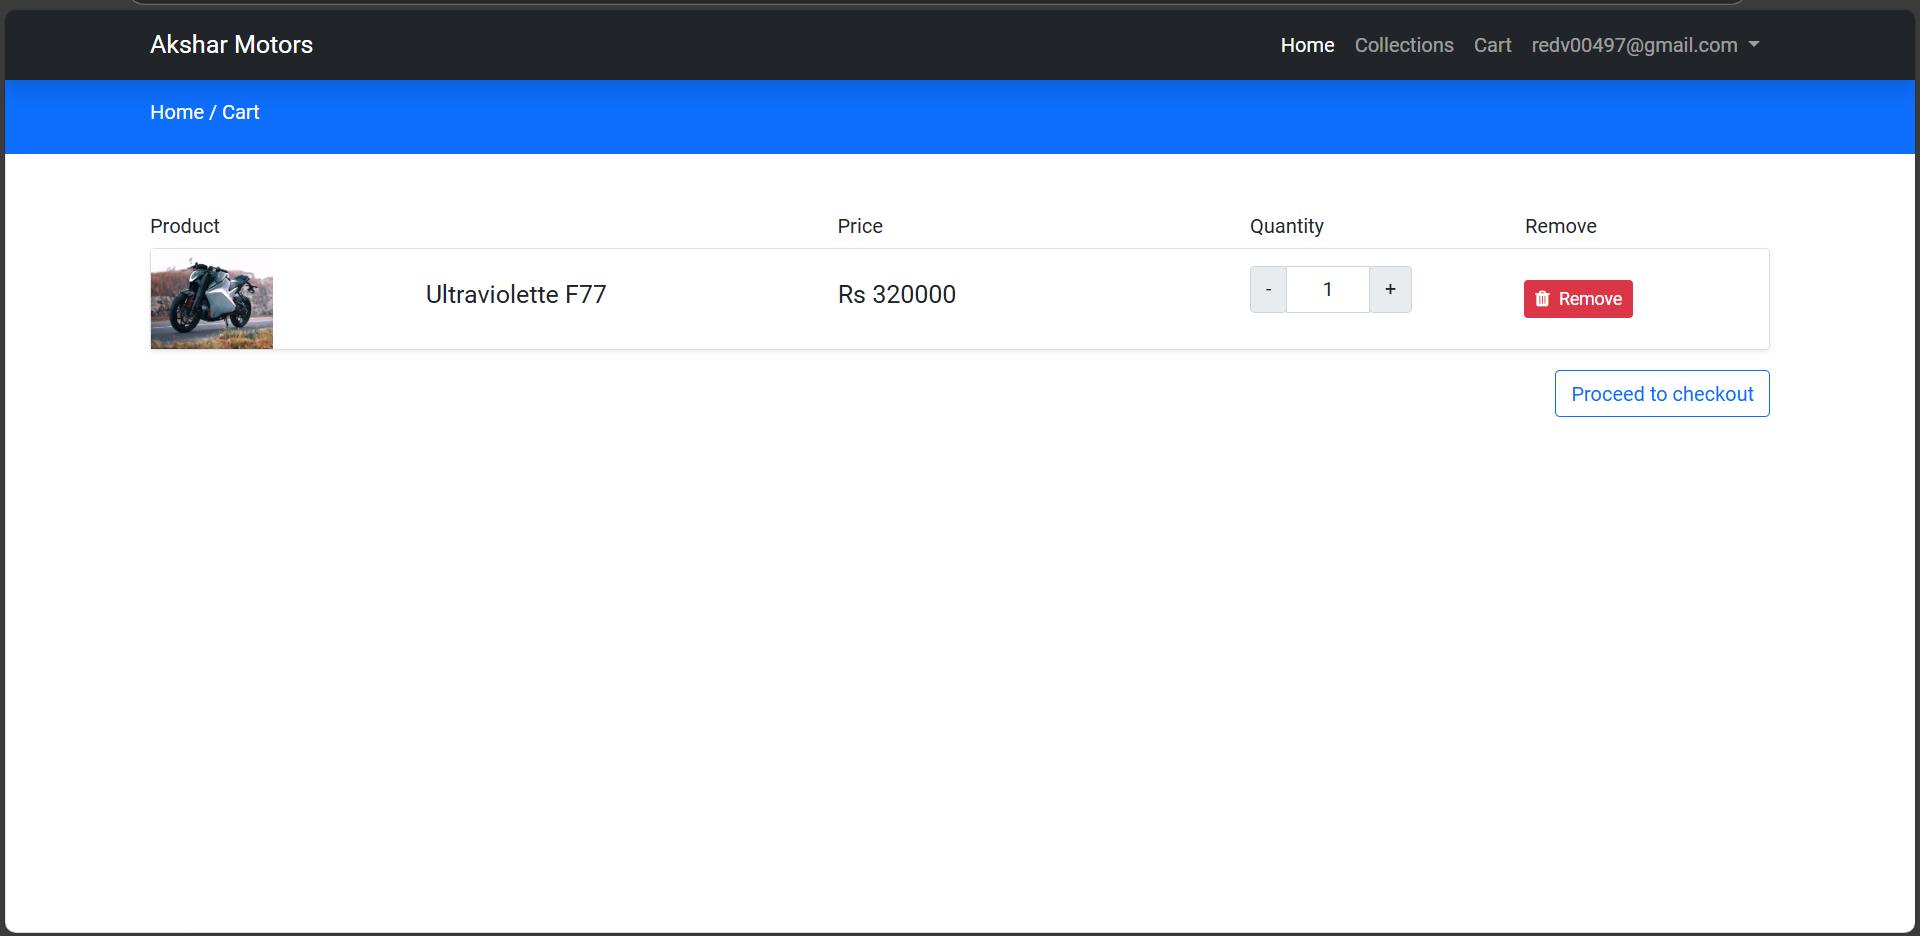 Akshar Motors Home Collections Cart redv00497@gmail.com
Home / Cart
Product Price Quantity Remove
Ultraviolette F77 Rs 320000 - 1 + Remove
Proceed to checkout